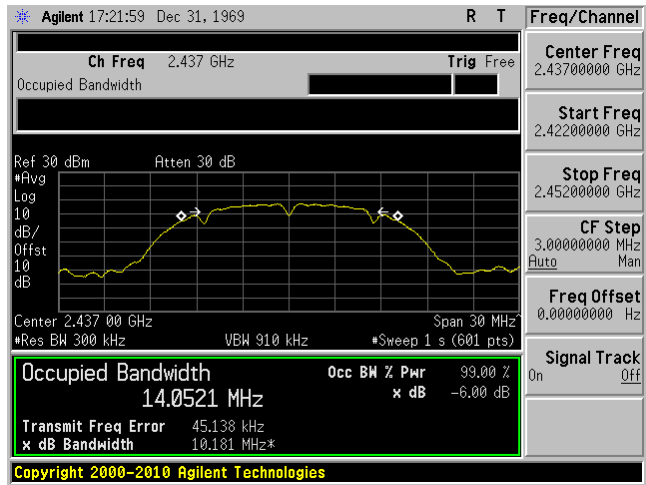 Agilent 17:21:59 Dec 31, 1969 R T
Freq/Channel
Ch Freq 2.437 GHz Trig Free
Occupied Bandwidth
Center Freq
2.43700000 GHz
Start Freq
2.42200000 GHz
Stop Freq
2.45200000 GHz
CF Step
3.00000000 MHz
Auto Man
Freq Offset
0.00000000 Hz
Signal Track
On Off
Ref 30 dBm Atten 30 dB
#Avg
Log
10
dB/
Offst
10
dB
Center 2.437 00 GHz Span 30 MHz^
#Res BW 300 kHz VBW 910 kHz #Sweep 1 s (601 pts)
Occupied Bandwidth Occ BW % Pwr 99.00 %
14.0521 MHz x dB -6.00 dB
Transmit Freq Error 45.138 kHz
x dB Bandwidth 10.181 MHz*
Copyright 2000-2010 Agilent Technologies